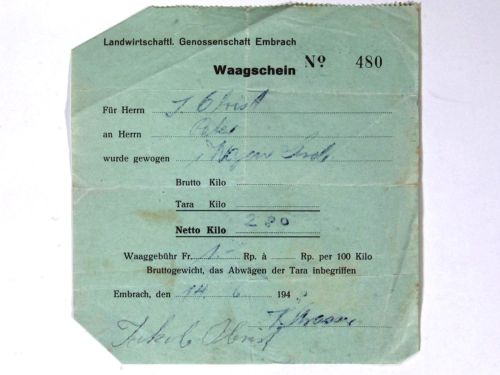 Landwirtschaftl. Genossenschaft Embrach
Waagschein Nº 480
Für Herrn J. Christ
an Herrn
wurde gewogen
Brutto Kilo
Tara Kilo
Netto Kilo 280
Waaggebühr Fr. 1.- Rp. à Rp. per 100 Kilo
Bruttogewicht, das Abwägen der Tara inbegriffen
Embrach, den 14. 6 194
Jakob